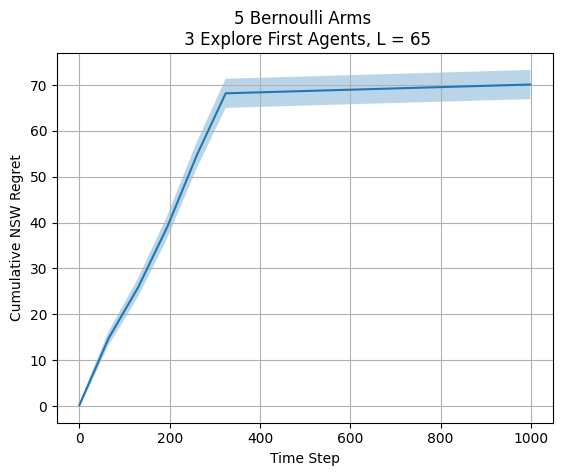 5 Bernoulli Arms
3 Explore First Agents, L = 65
Cumulative NSW Regret
70
60
50
40
30
20
10
0
0 200 400 600 800 1000
Time Step